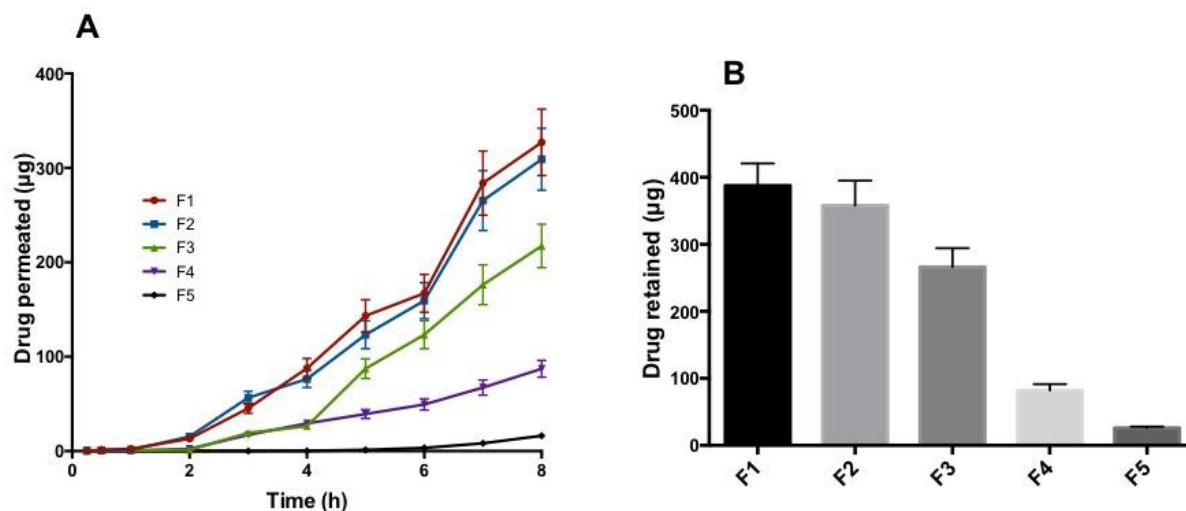 A
Drug permeated (µg)
400
300
200
100
0
F1
F2
F3
F4
F5
0 2 4 6 8
Time (h)
B
Drug retained (µg)
500
400
300
200
100
0
F1 F2 F3 F4 F5